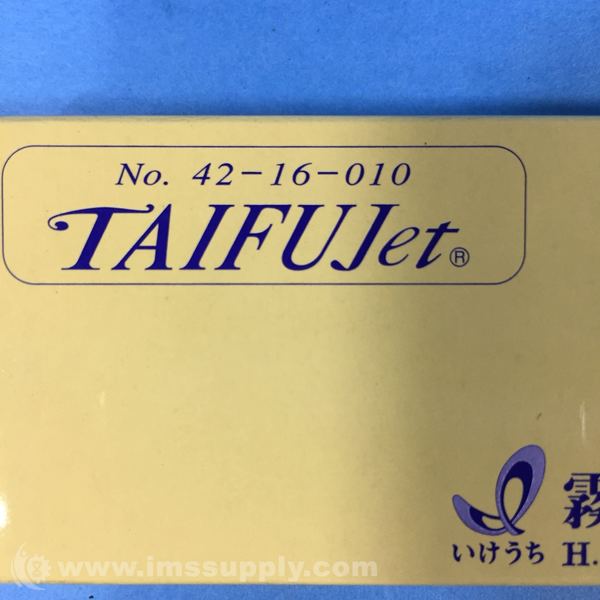 No. 42-16-010
TAIFUJet®
霧
いけうち H.
www.imssupply.com